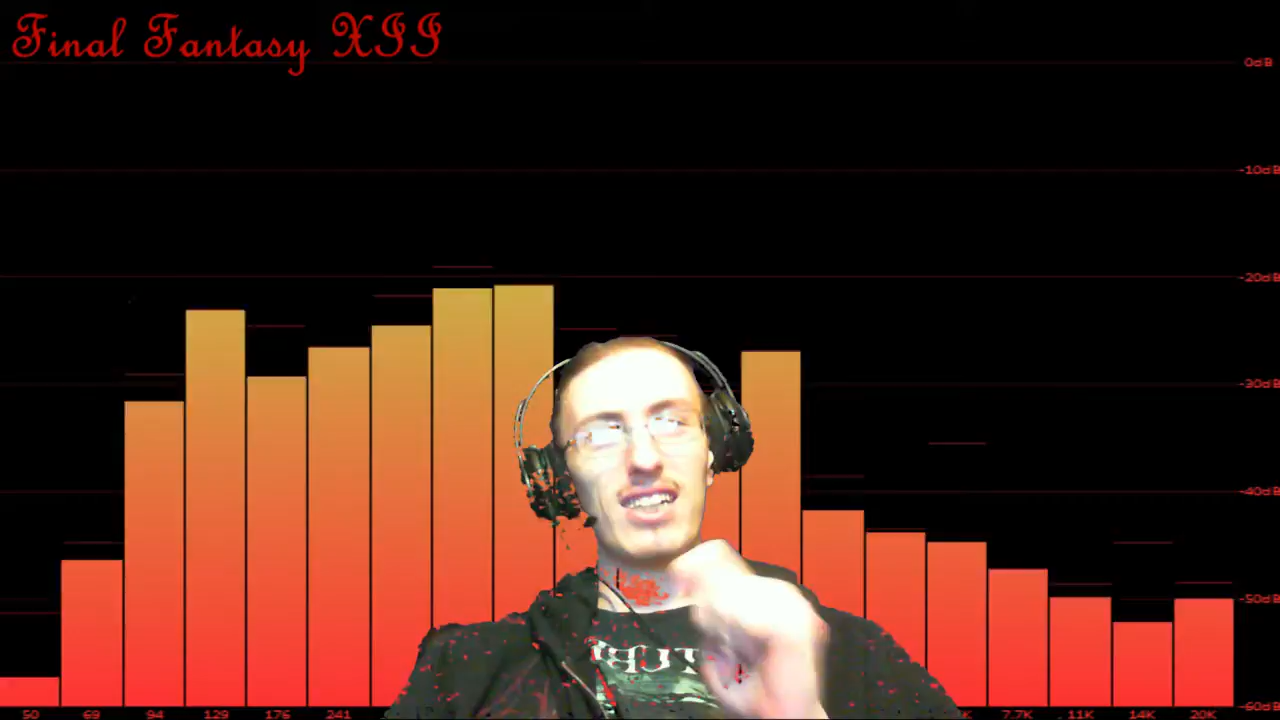 Final Fantasy XII
0dB
-10dB
-20dB
-30dB
-40dB
-50dB
-60dB
50 69 94 129 176 241 7.7K 11K 14K 20K